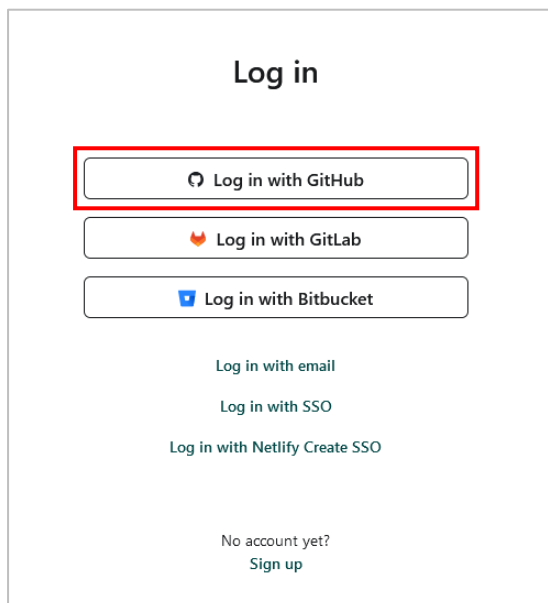 Log in
Log in with GitHub
Log in with GitLab
Log in with Bitbucket
Log in with email
Log in with SSO
Log in with Netlify Create SSO
No account yet?
Sign up